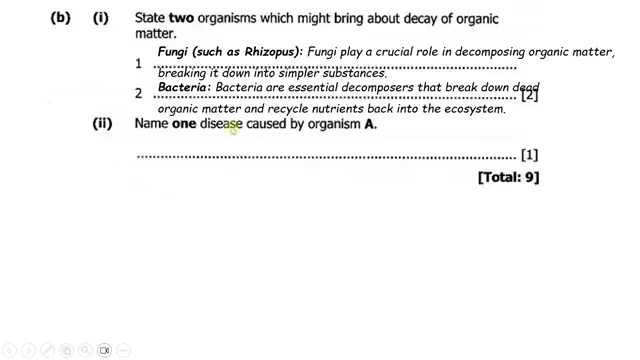 (b) (i) State two organisms which might bring about decay of organic
matter.
Fungi (such as Rhizopus): Fungi play a crucial role in decomposing organic matter,
1 ........................................................................
breaking it down into simpler substances.
Bacteria: Bacteria are essential decomposers that break down dead
2 ........................................................................ [2]
organic matter and recycle nutrients back into the ecosystem.
(ii) Name one disease caused by organism A.
........................................................................ [1]
[Total: 9]